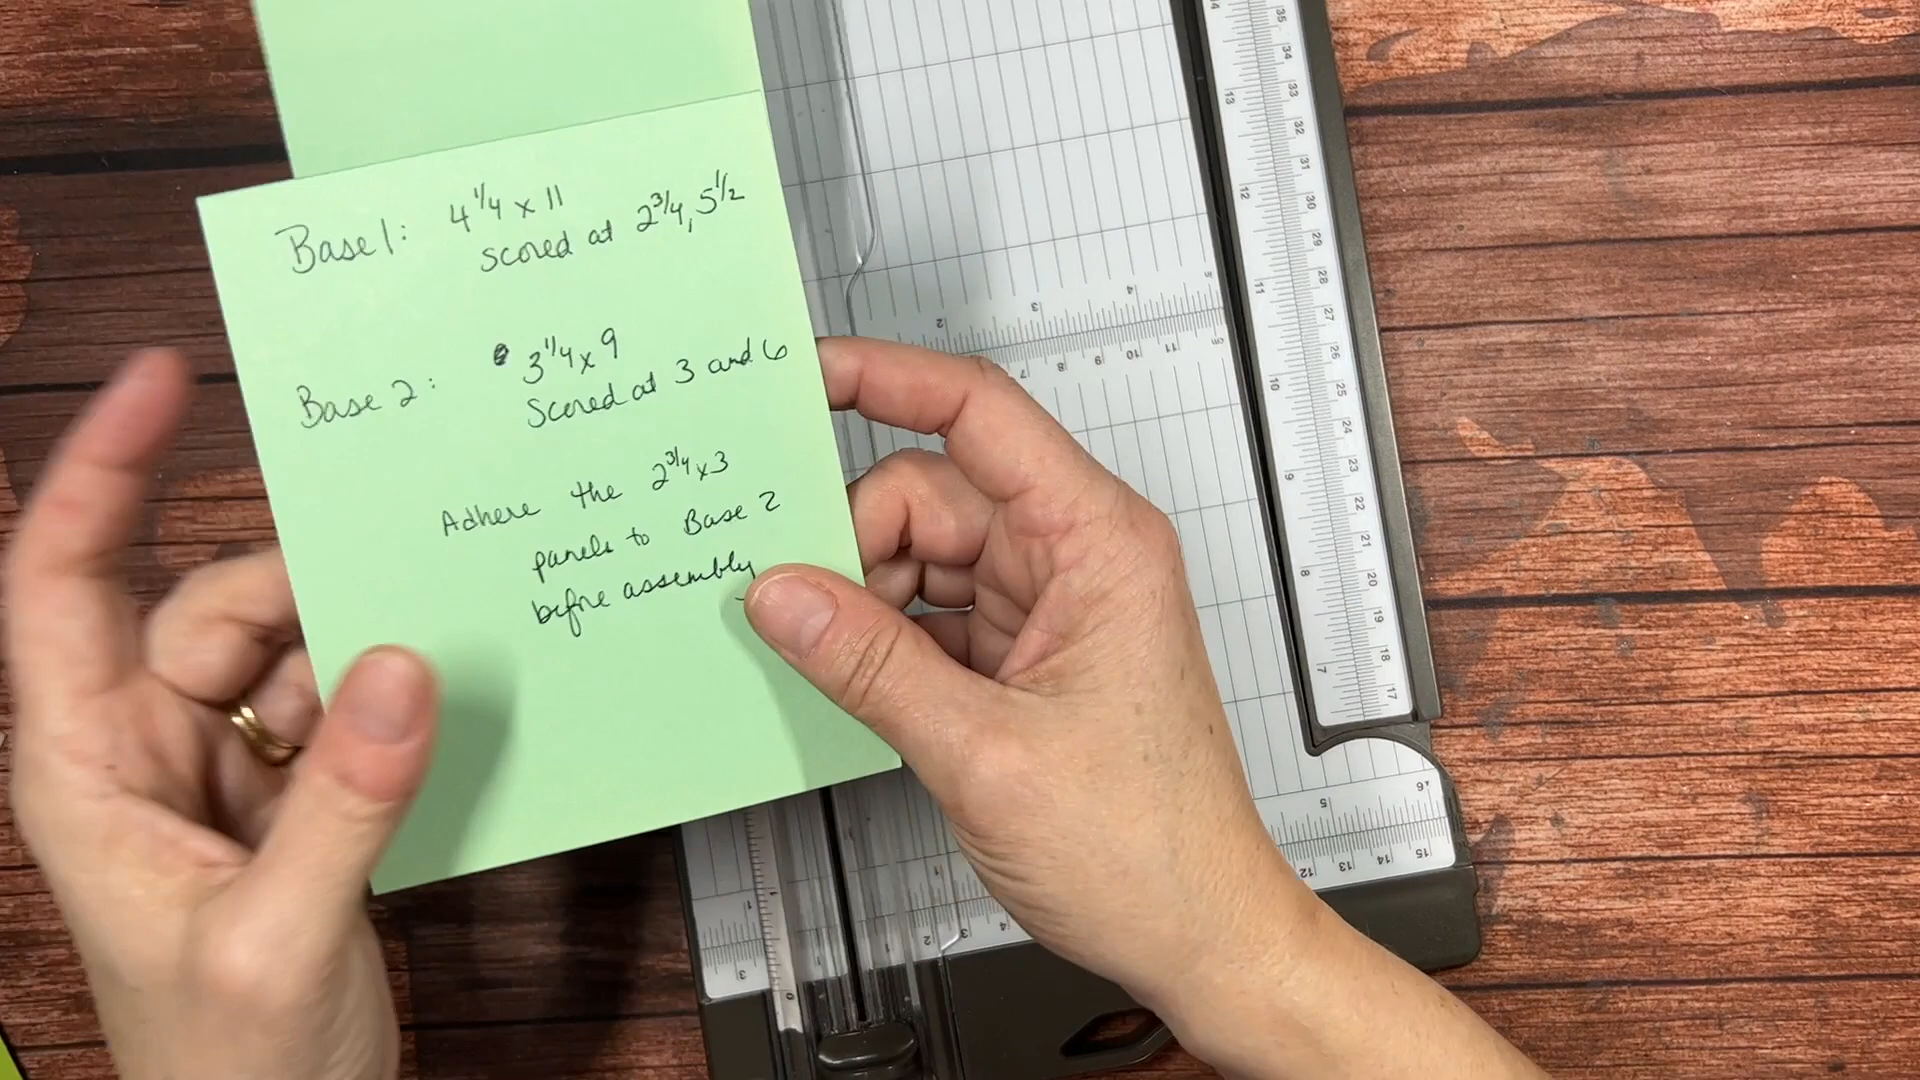 Base 1: 4 1/4 x 11
scored at 2 3/4, 5 1/2
Base 2: 3 1/4 x 9
Scored at 3 and 6
Adhere the 2 3/4 x 3
panels to Base 2
before assembly